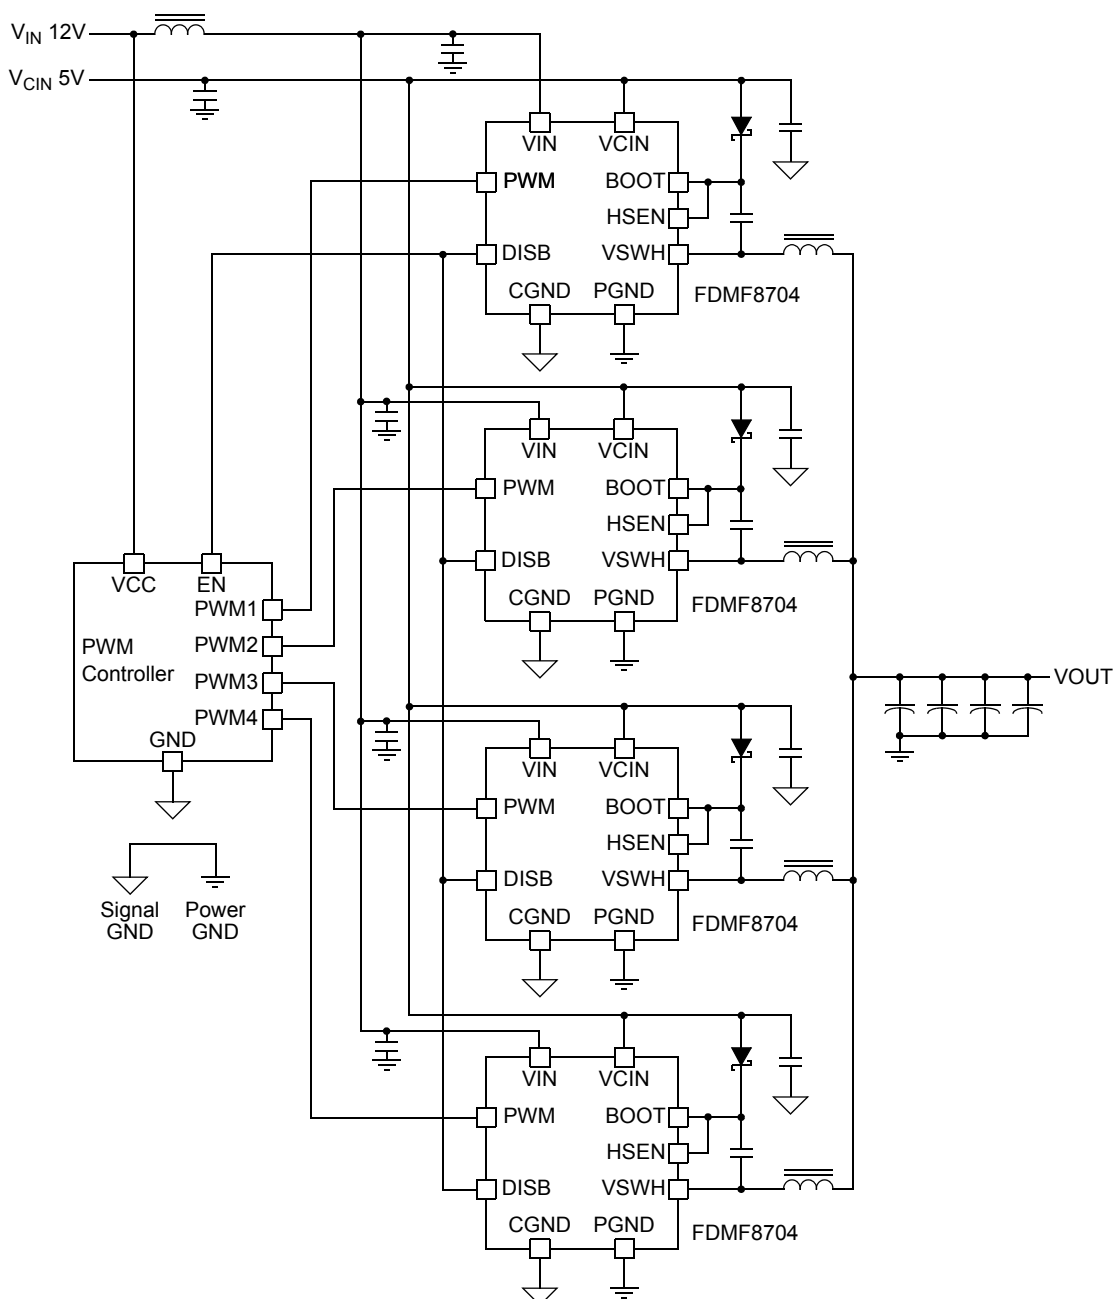 VIN 12V
VCIN 5V
VIN VCIN
PWM BOOT
HSEN
DISB VSWH
CGND PGND
FDMF8704
VIN VCIN
PWM BOOT
HSEN
DISB VSWH
CGND PGND
FDMF8704
VCC EN
PWM1
PWM2
PWM3
PWM4
PWM
Controller
GND
VOUT
VIN VCIN
PWM BOOT
HSEN
DISB VSWH
CGND PGND
FDMF8704
Signal
GND
Power
GND
VIN VCIN
PWM BOOT
HSEN
DISB VSWH
CGND PGND
FDMF8704